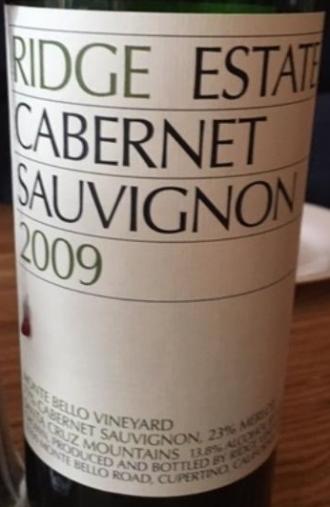 RIDGE ESTATE
CABERNET
SAUVIGNON
2009
MONTE BELLO VINEYARD
CABERNET SAUVIGNON, 23% MERLOT
CRUZ MOUNTAINS 13.8% ALCOHOL
PRODUCED AND BOTTLED BY RIDGE
MONTE BELLO ROAD, CUPERTINO,